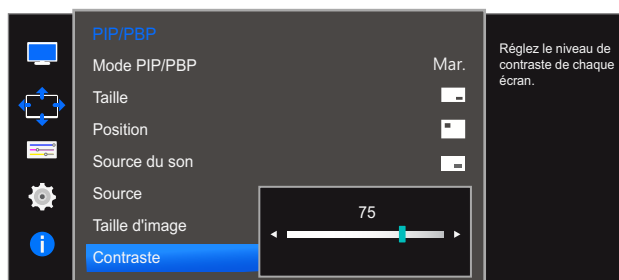 PIP/PBP
Mode PIP/PBP Mar.
Taille
Position
Source du son
Source
Taille d'image
Contraste
75
Réglez le niveau de
contraste de chaque
écran.